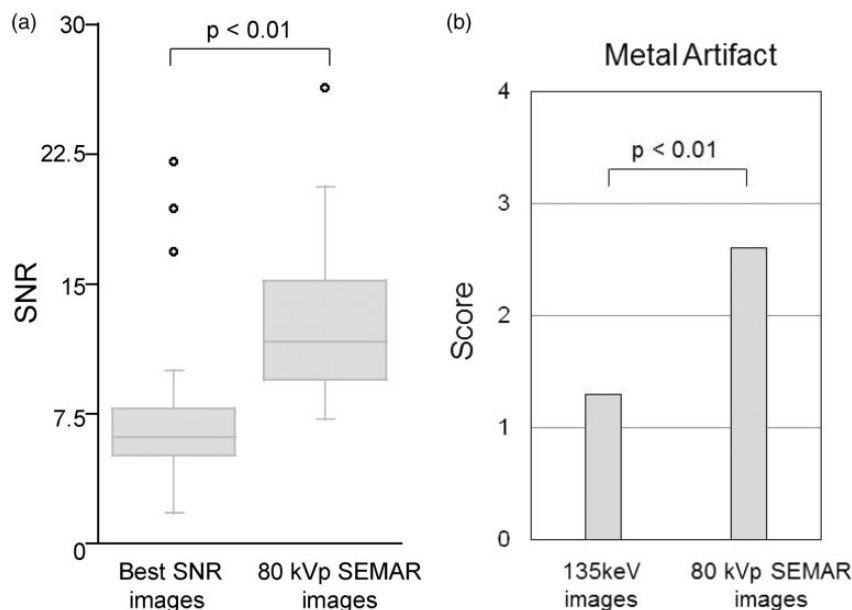 (a)
30
p < 0.01
22.5
15
7.5
0
SNR
Best SNR
images
80 kVp SEMAR
images
(b)
Metal Artifact
4
p < 0.01
3
2
1
0
Score
135keV
images
80 kVp SEMAR
images